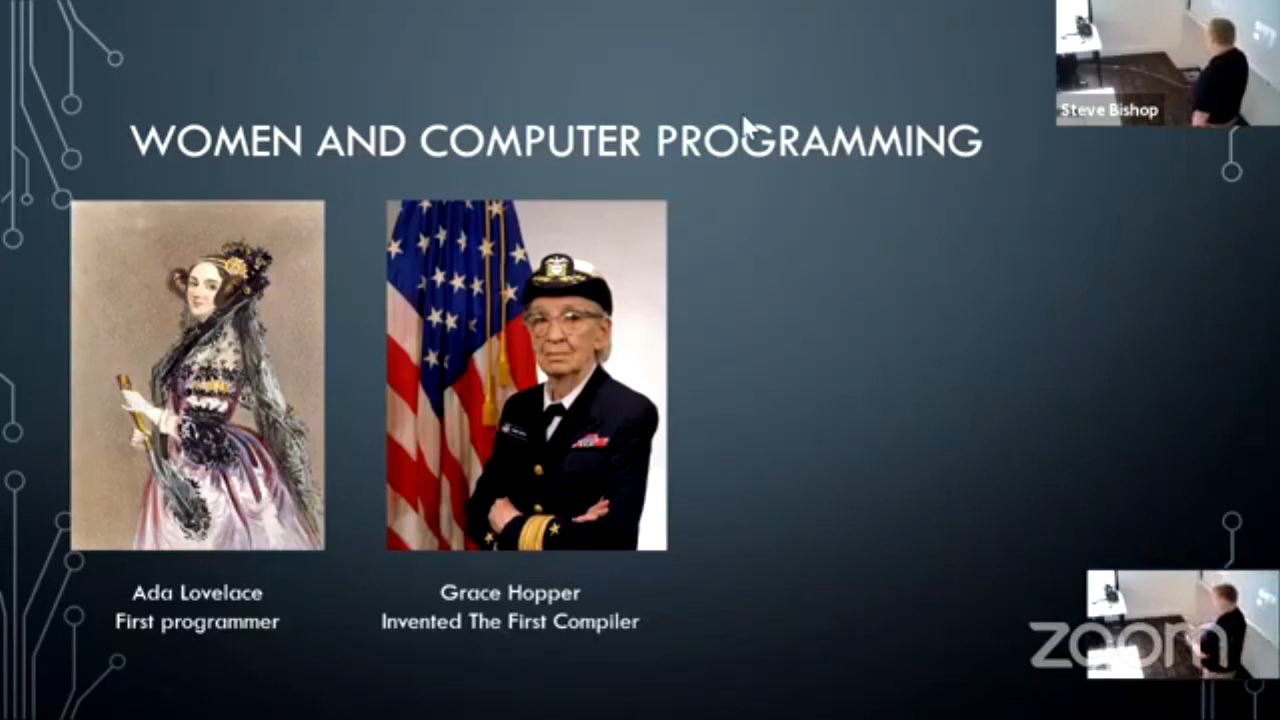 Steve Bishop
WOMEN AND COMPUTER PROGRAMMING
Ada Lovelace
First programmer
Grace Hopper
Invented The First Compiler
zoom